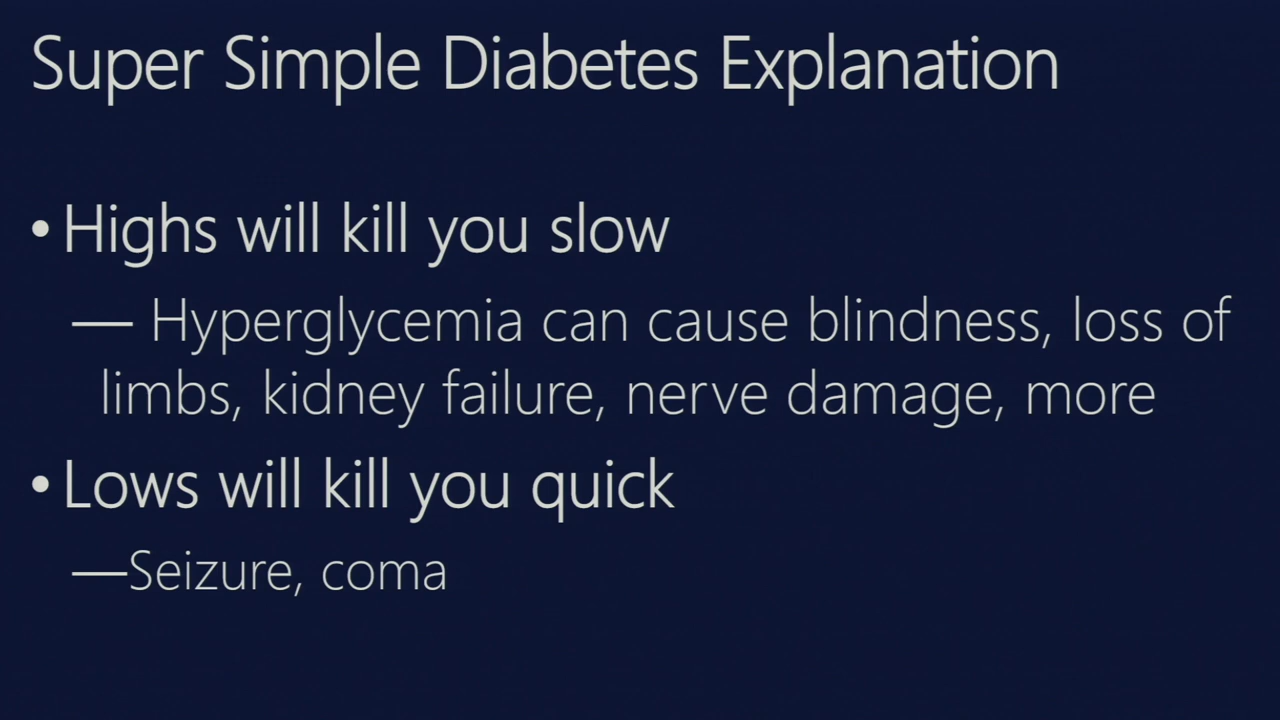 Super Simple Diabetes Explanation
• Highs will kill you slow
— Hyperglycemia can cause blindness, loss of
limbs, kidney failure, nerve damage, more
• Lows will kill you quick
—Seizure, coma